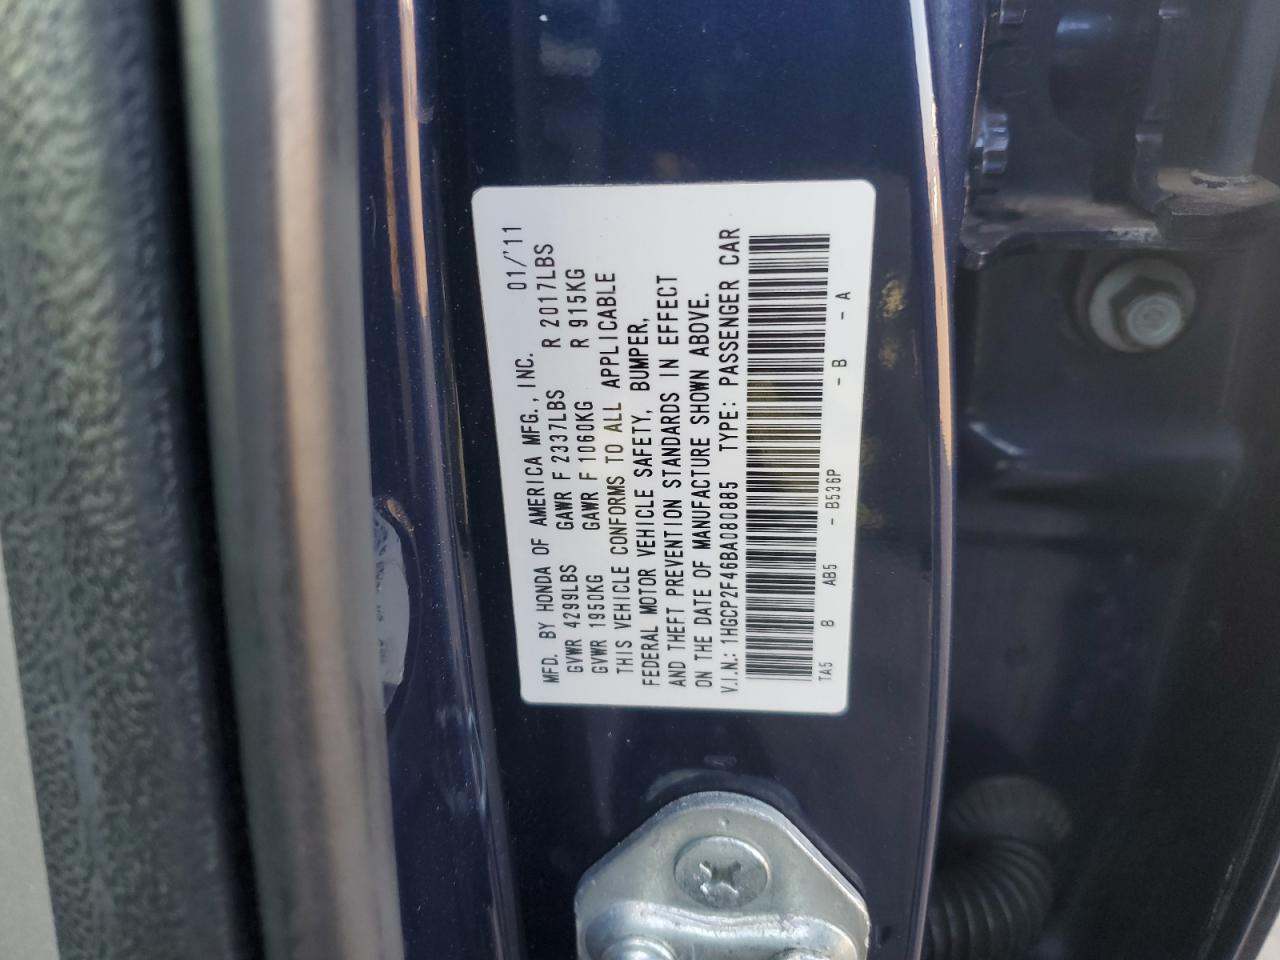 MFD. BY HONDA OF AMERICA MFG., INC. 01/'11
GVWR 4299LBS GAWR F 2337LBS R 2017LBS
GVWR 1950KG GAWR F 1060KG R 915KG
THIS VEHICLE CONFORMS TO ALL APPLICABLE
FEDERAL MOTOR VEHICLE SAFETY, BUMPER,
AND THEFT PREVENTION STANDARDS IN EFFECT
ON THE DATE OF MANUFACTURE SHOWN ABOVE.
V.I.N.: 1HGCP2F46BA080885 TYPE: PASSENGER CAR
TA5 B AB5 - B536P - B - A